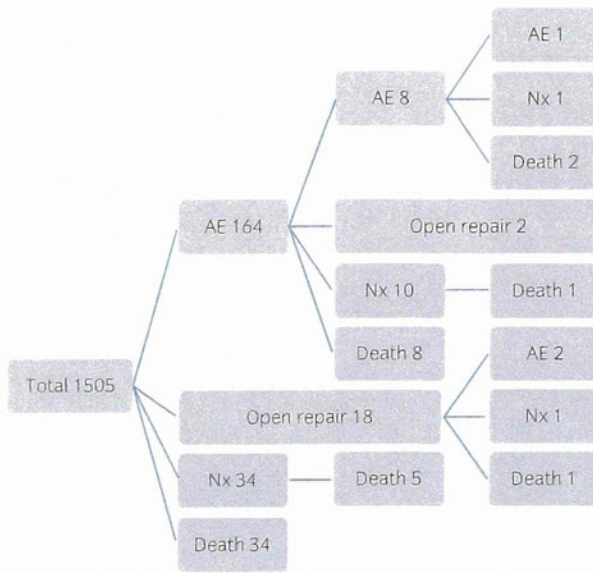 AE 1
AE 8
Nx 1
Death 2
AE 164
Open repair 2
Nx 10
Death 1
Death 8
AE 2
Total 1505
Open repair 18
Nx 1
Nx 34
Death 5
Death 1
Death 34